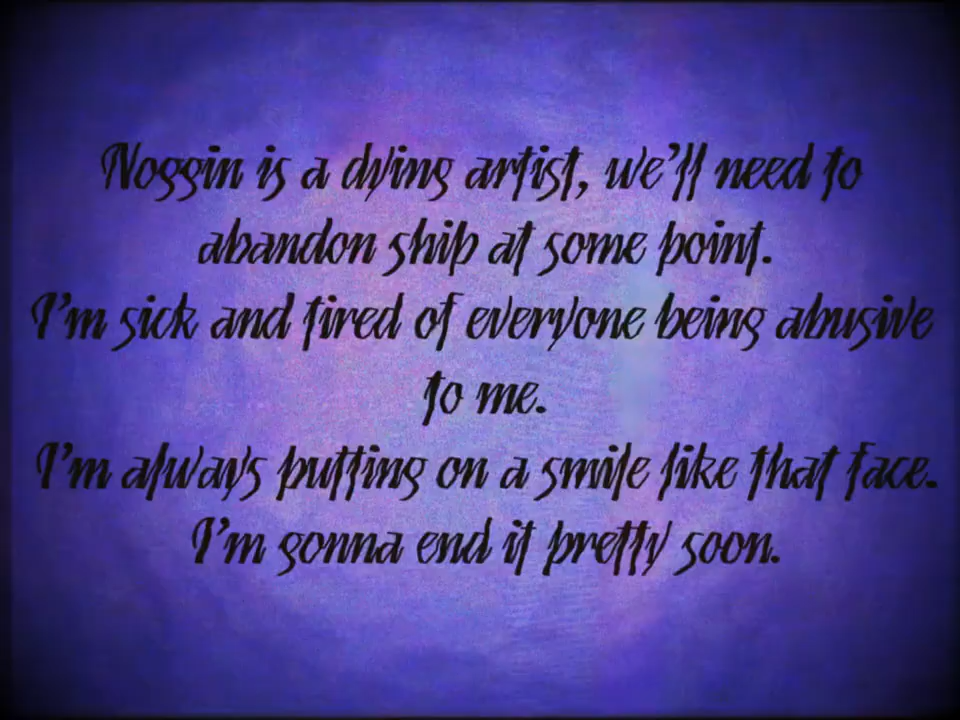 Noggin is a dying artist, we'll need to
abandon ship at some point.
I'm sick and tired of everyone being abusive
to me.
I'm always putting on a smile like that face.
I'm gonna end it pretty soon.